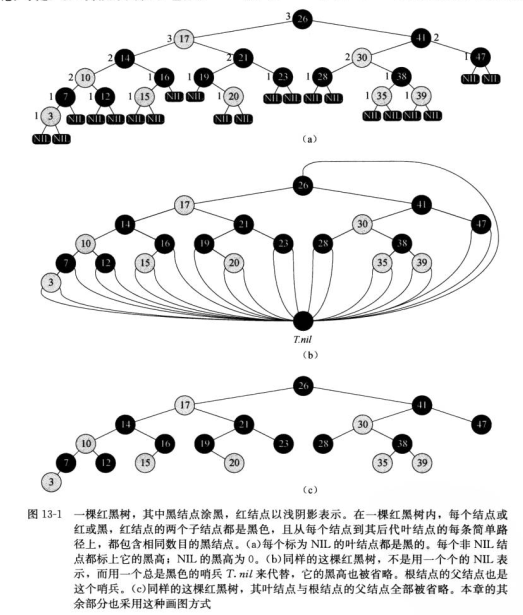 3 26
3 17 41 2
2 14 2 21 2 30 1 47
2 10 1 16 1 19 1 23 1 28 1 38 NIL NIL
1 7 1 12 1 15 NIL NIL 1 20 NIL NIL NIL NIL 1 35 1 39
1 3 NIL NIL NIL NIL NIL NIL NIL NIL NIL NIL NIL
NIL NIL
(a)
26
17 41
14 21 30 47
10 16 19 23 28 38
7 12 15 20 35 39
3
T.nil
(b)
26
17 41
14 21 30 47
10 16 19 23 28 38
7 12 15 20 35 39
3
(c)
图 13-1 一棵红黑树，其中黑结点涂黑，红结点以浅阴影表示。在一棵红黑树内，每个结点或
红或黑，红结点的两个子结点都是黑色，且从每个结点到其后代叶结点的每条简单路
径上，都包含相同数目的黑结点。(a)每个标为 NIL 的叶结点都是黑的。每个非 NIL 结
点都标上它的黑高；NIL 的黑高为 0。(b)同样的这棵红黑树，不是用一个个的 NIL 表
示，而用一个总是黑色的哨兵 T.nil 来代替，它的黑高也被省略。根结点的父结点也是
这个哨兵。(c)同样的这棵红黑树，其叶结点与根结点的父结点全部都被省略。本章的其
余部分也采用这种画图方式